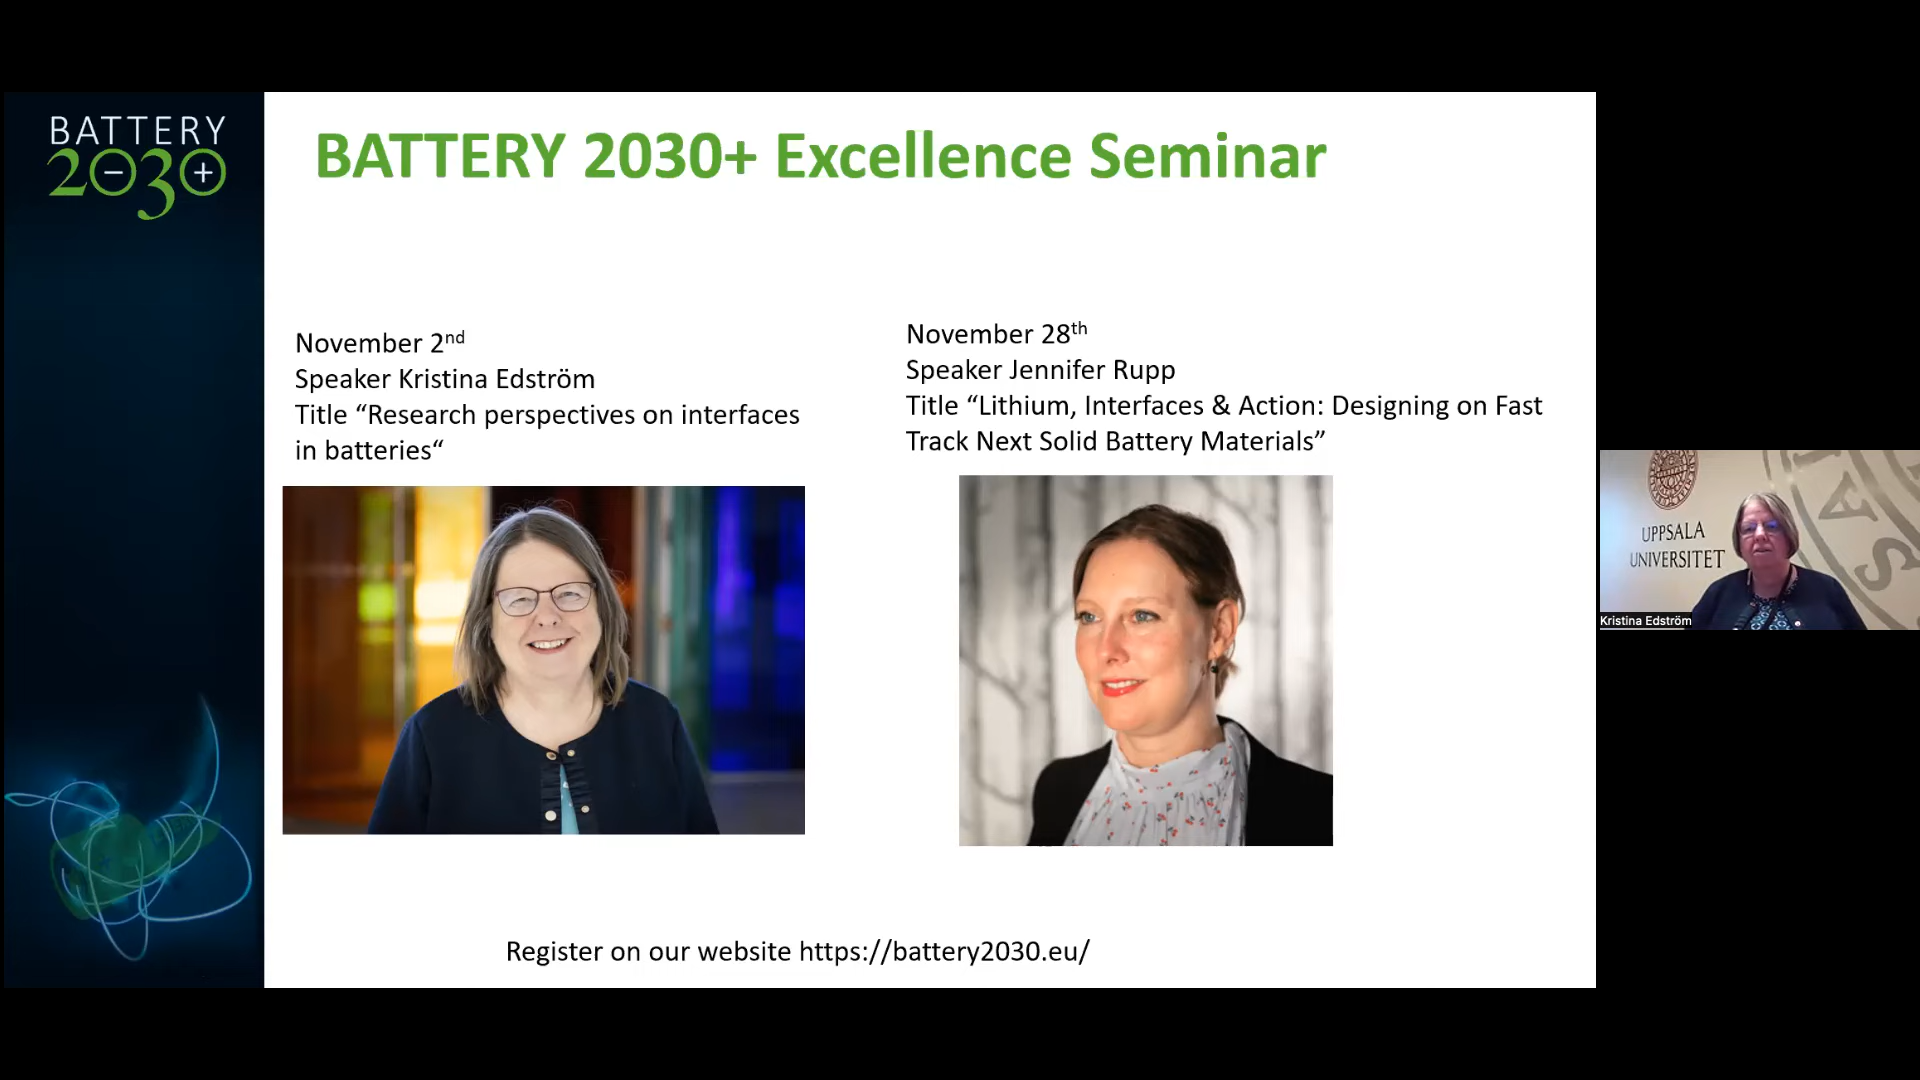 BATTERY
2030+
BATTERY 2030+ Excellence Seminar
November 2nd
Speaker Kristina Edström
Title “Research perspectives on interfaces
in batteries“
November 28th
Speaker Jennifer Rupp
Title “Lithium, Interfaces & Action: Designing on Fast
Track Next Solid Battery Materials”
UPPSALA
UNIVERSITET
Kristina Edström
Register on our website https://battery2030.eu/